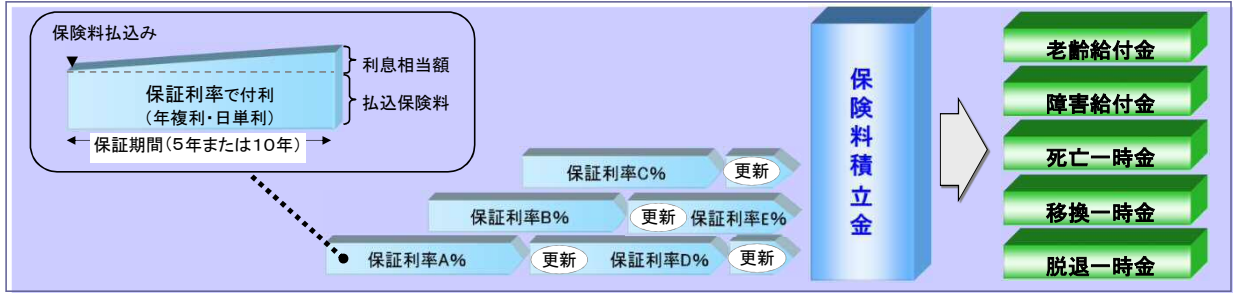 保険料払込み
利息相当額
払込保険料
保証利率で付利
(年複利・日単利)
保証期間(5年または10年)
保証利率C%
更新
保証利率B%
更新
保証利率E%
保証利率A%
更新
保証利率D%
更新
保険料積立金
老齢給付金
障害給付金
死亡一時金
移換一時金
脱退一時金